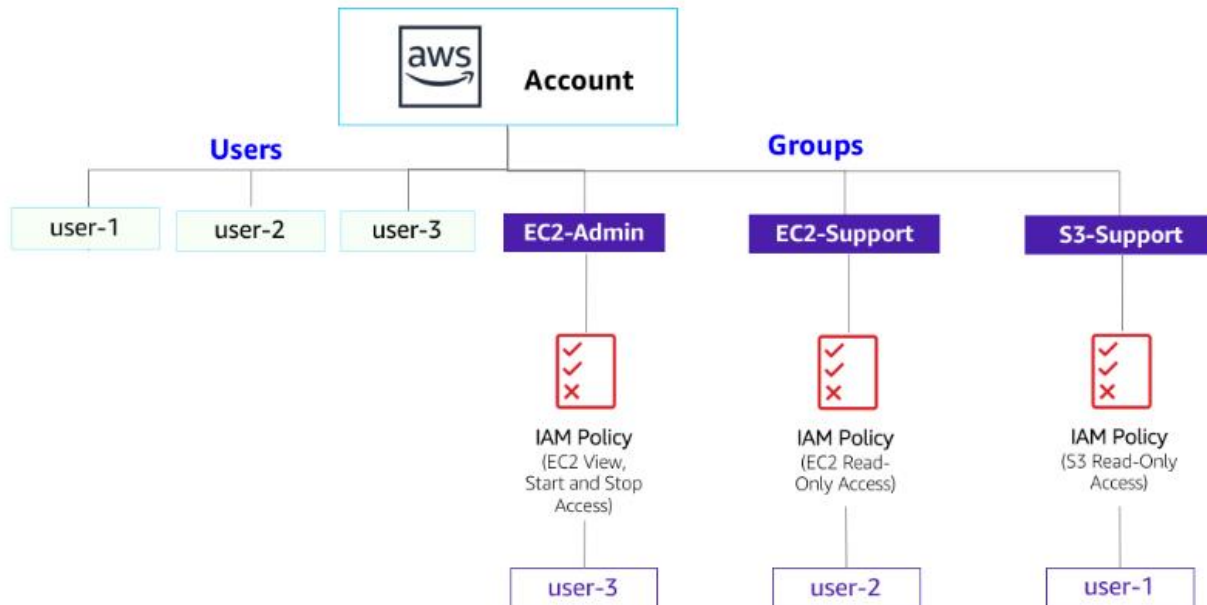 aws
Account
Users
Groups
user-1
user-2
user-3
EC2-Admin
EC2-Support
S3-Support
IAM Policy
(EC2 View,
Start and Stop
Access)
IAM Policy
(EC2 Read-
Only Access)
IAM Policy
(S3 Read-Only
Access)
user-3
user-2
user-1